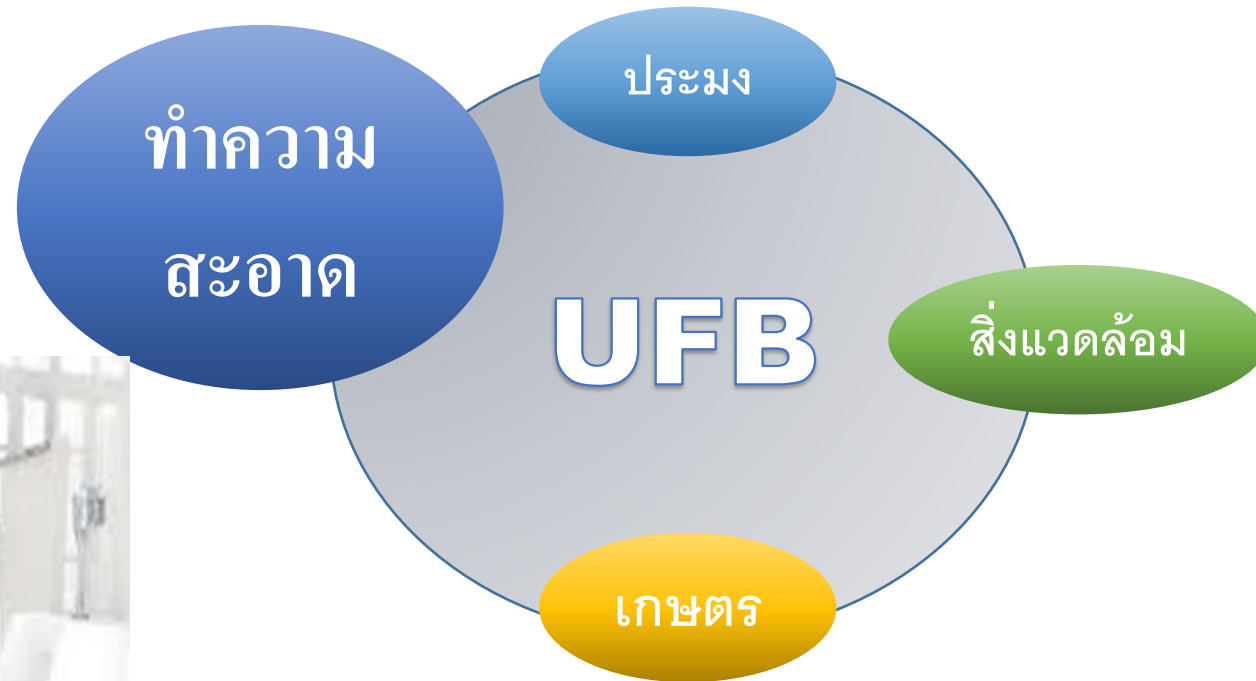 ประมง
ทำความ
สะอาด
UFB
สิ่งแวดล้อม
เกษตร